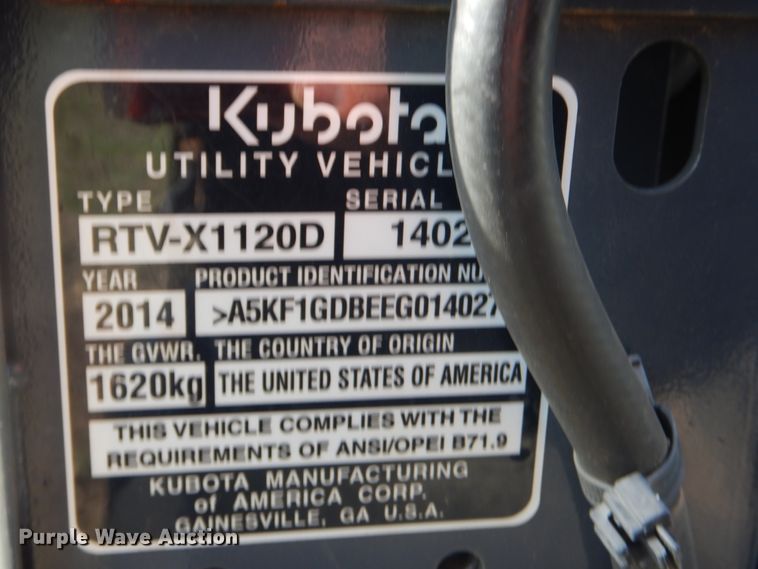 Kubota
UTILITY VEHICL
TYPE SERIAL
RTV-X1120D 1402
YEAR PRODUCT IDENTIFICATION NU
2014 >A5KF1GDBEEG014027
THE GVWR. THE COUNTRY OF ORIGIN
1620kg THE UNITED STATES OF AMERICA
THIS VEHICLE COMPLIES WITH THE
REQUIREMENTS OF ANSI/OPEI B71.9
KUBOTA MANUFACTURING
of AMERICA CORP.
GAINESVILLE, GA U.S.A.
Purple Wave Auction